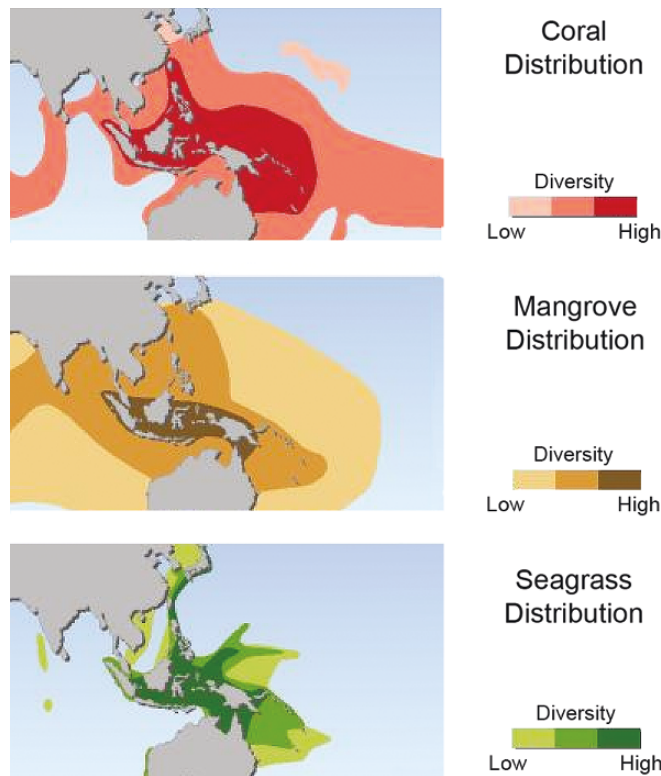 Coral
Distribution
Diversity
Low High
Mangrove
Distribution
Diversity
Low High
Seagrass
Distribution
Diversity
Low High